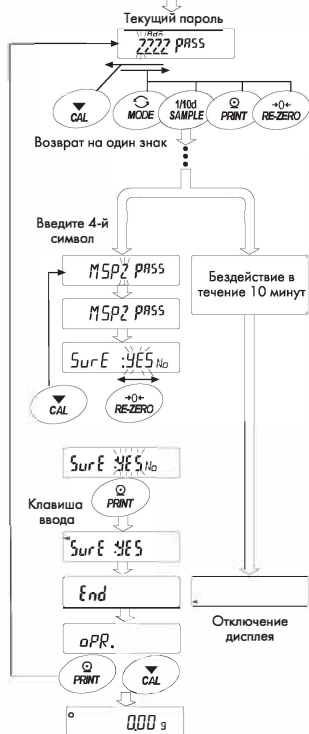 Текущий пароль
2222 PASS
CAL
MODE
1/10d SAMPLE
PRINT
→0← RE-ZERO
Возврат на один знак
Введите 4-й
символ
MSP2 PASS
Бездействие в
течение 10 минут
MSP2 PASS
SurE :YES No
CAL
→0← RE-ZERO
SurE :YES No
Клавиша
ввода
PRINT
SurE :YES
End
Отключение
дисплея
oPR.
PRINT
CAL
0.00 g